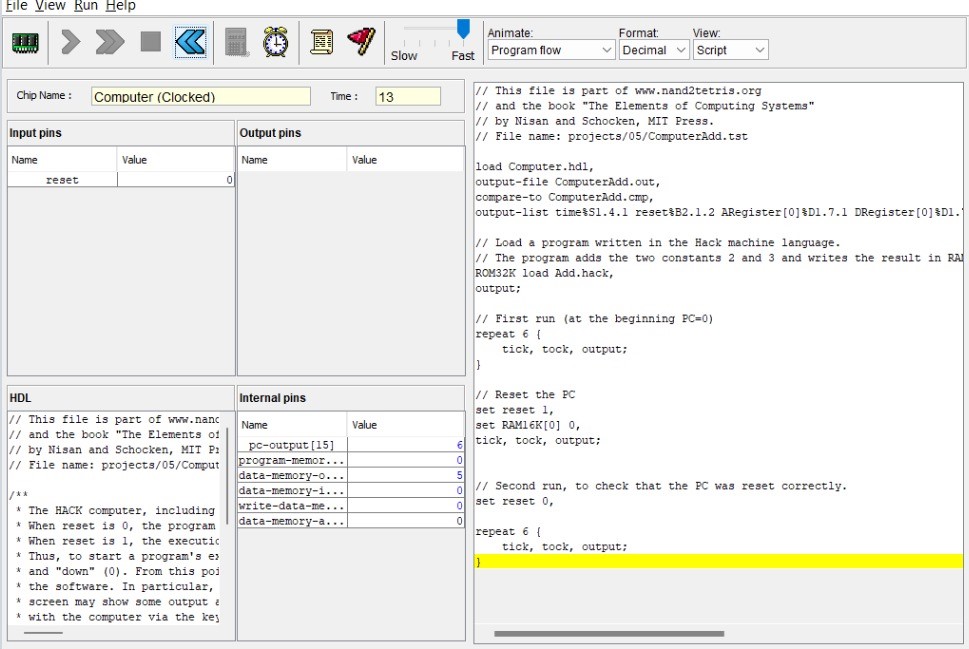 File View Run Help
Slow Fast
Animate:
Program flow
Format:
Decimal
View:
Script
Chip Name :
Computer (Clocked)
Time :
13
Input pins
Name Value
reset 0
Output pins
Name Value
HDL
// This file is part of www.nand
// and the book "The Elements of
// by Nisan and Schocken, MIT Pr
// File name: projects/05/Comput
/**
* The HACK computer, including
* When reset is 0, the program
* When reset is 1, the executic
* Thus, to start a program's ex
* and "down" (0). From this poi
* the software. In particular,
* screen may show some output a
* with the computer via the key
Internal pins
Name Value
pc-output[15] 6
program-memor... 0
data-memory-o... 5
data-memory-i... 0
write-data-me... 0
data-memory-a... 0
// This file is part of www.nand2tetris.org
// and the book "The Elements of Computing Systems"
// by Nisan and Schocken, MIT Press.
// File name: projects/05/ComputerAdd.tst
load Computer.hdl,
output-file ComputerAdd.out,
compare-to ComputerAdd.cmp,
output-list time%S1.4.1 reset%B2.1.2 ARegister[0]%D1.7.1 DRegister[0]%D1.
// Load a program written in the Hack machine language.
// The program adds the two constants 2 and 3 and writes the result in RAM
ROM32K load Add.hack,
output;
// First run (at the beginning PC=0)
repeat 6 {
tick, tock, output;
}
// Reset the PC
set reset 1,
set RAM16K[0] 0,
tick, tock, output;
// Second run, to check that the PC was reset correctly.
set reset 0,
repeat 6 {
tick, tock, output;
}